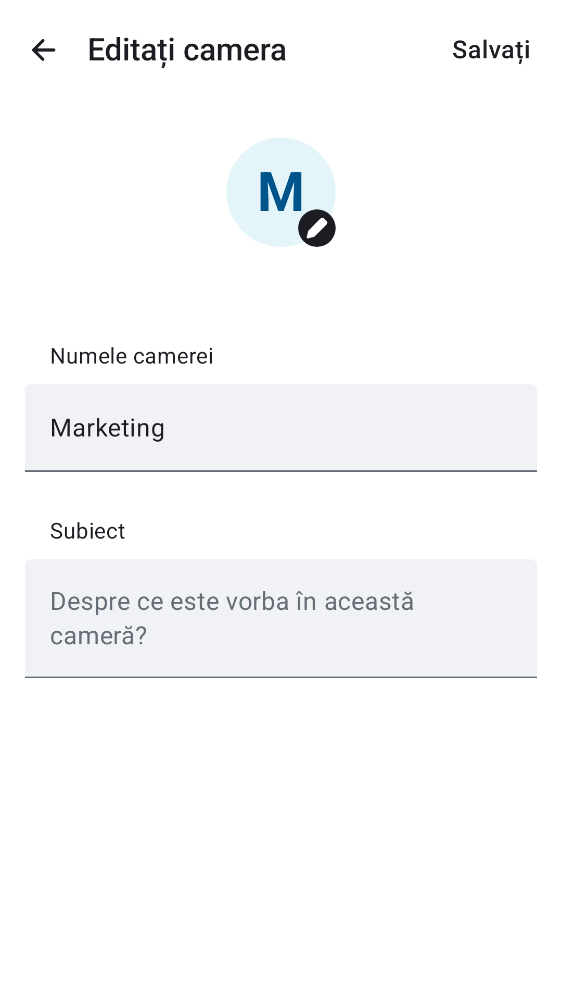 Editați camera
Salvați
M
Numele camerei
Marketing
Subiect
Despre ce este vorba în această
cameră?